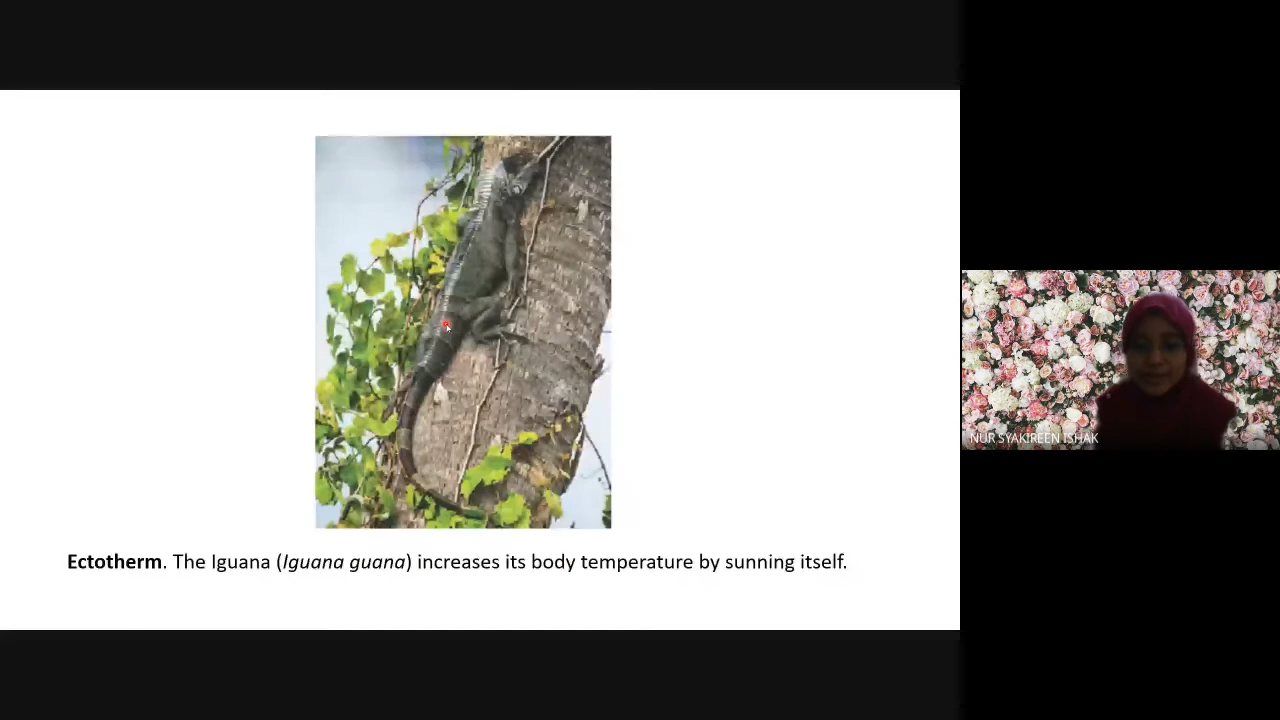 Ectotherm. The Iguana (Iguana guana) increases its body temperature by sunning itself.
NUR SYAKIREEN ISHAK